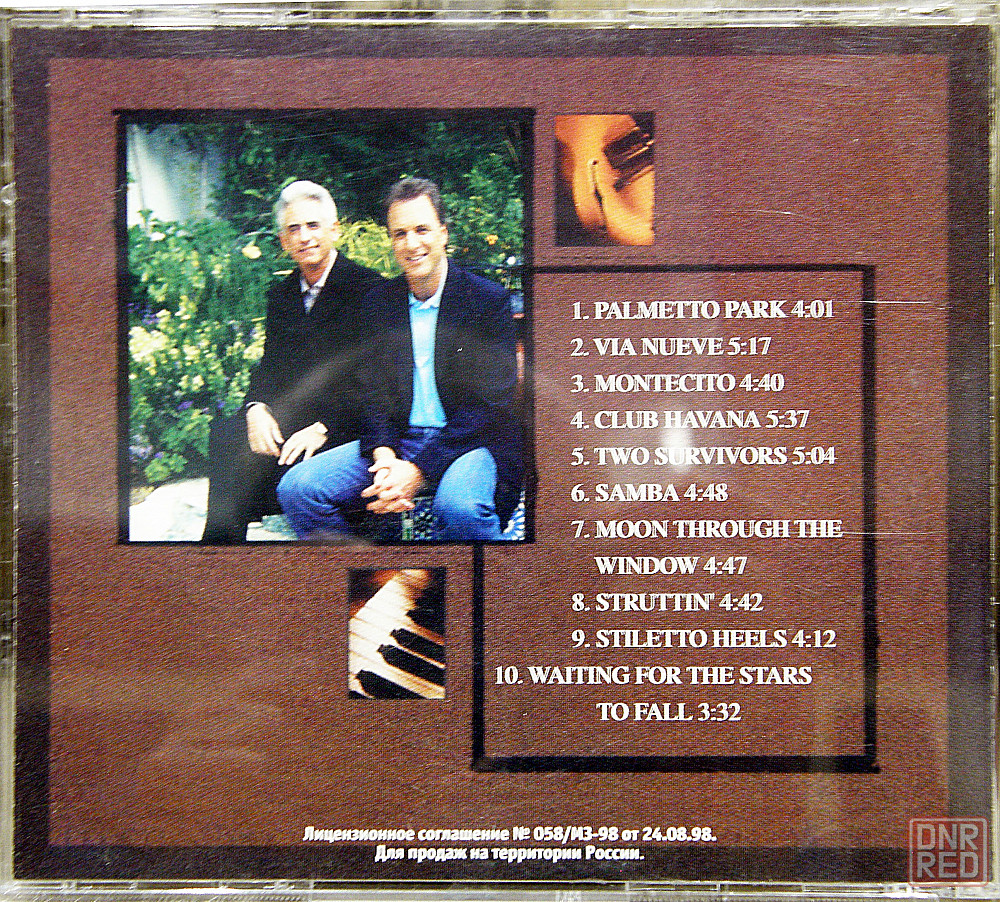 1. PALMETTO PARK 4:01
2. VIA NUEVE 5:17
3. MONTECITO 4:40
4. CLUB HAVANA 5:37
5. TWO SURVIVORS 5:04
6. SAMBA 4:48
7. MOON THROUGH THE
WINDOW 4:47
8. STRUTTIN' 4:42
9. STILETTO HEELS 4:12
10. WAITING FOR THE STARS
TO FALL 3:32
Лицензионное соглашение № 058/МЗ-98 от 24.08.98.
Для продаж на территории России.
DNR
RED